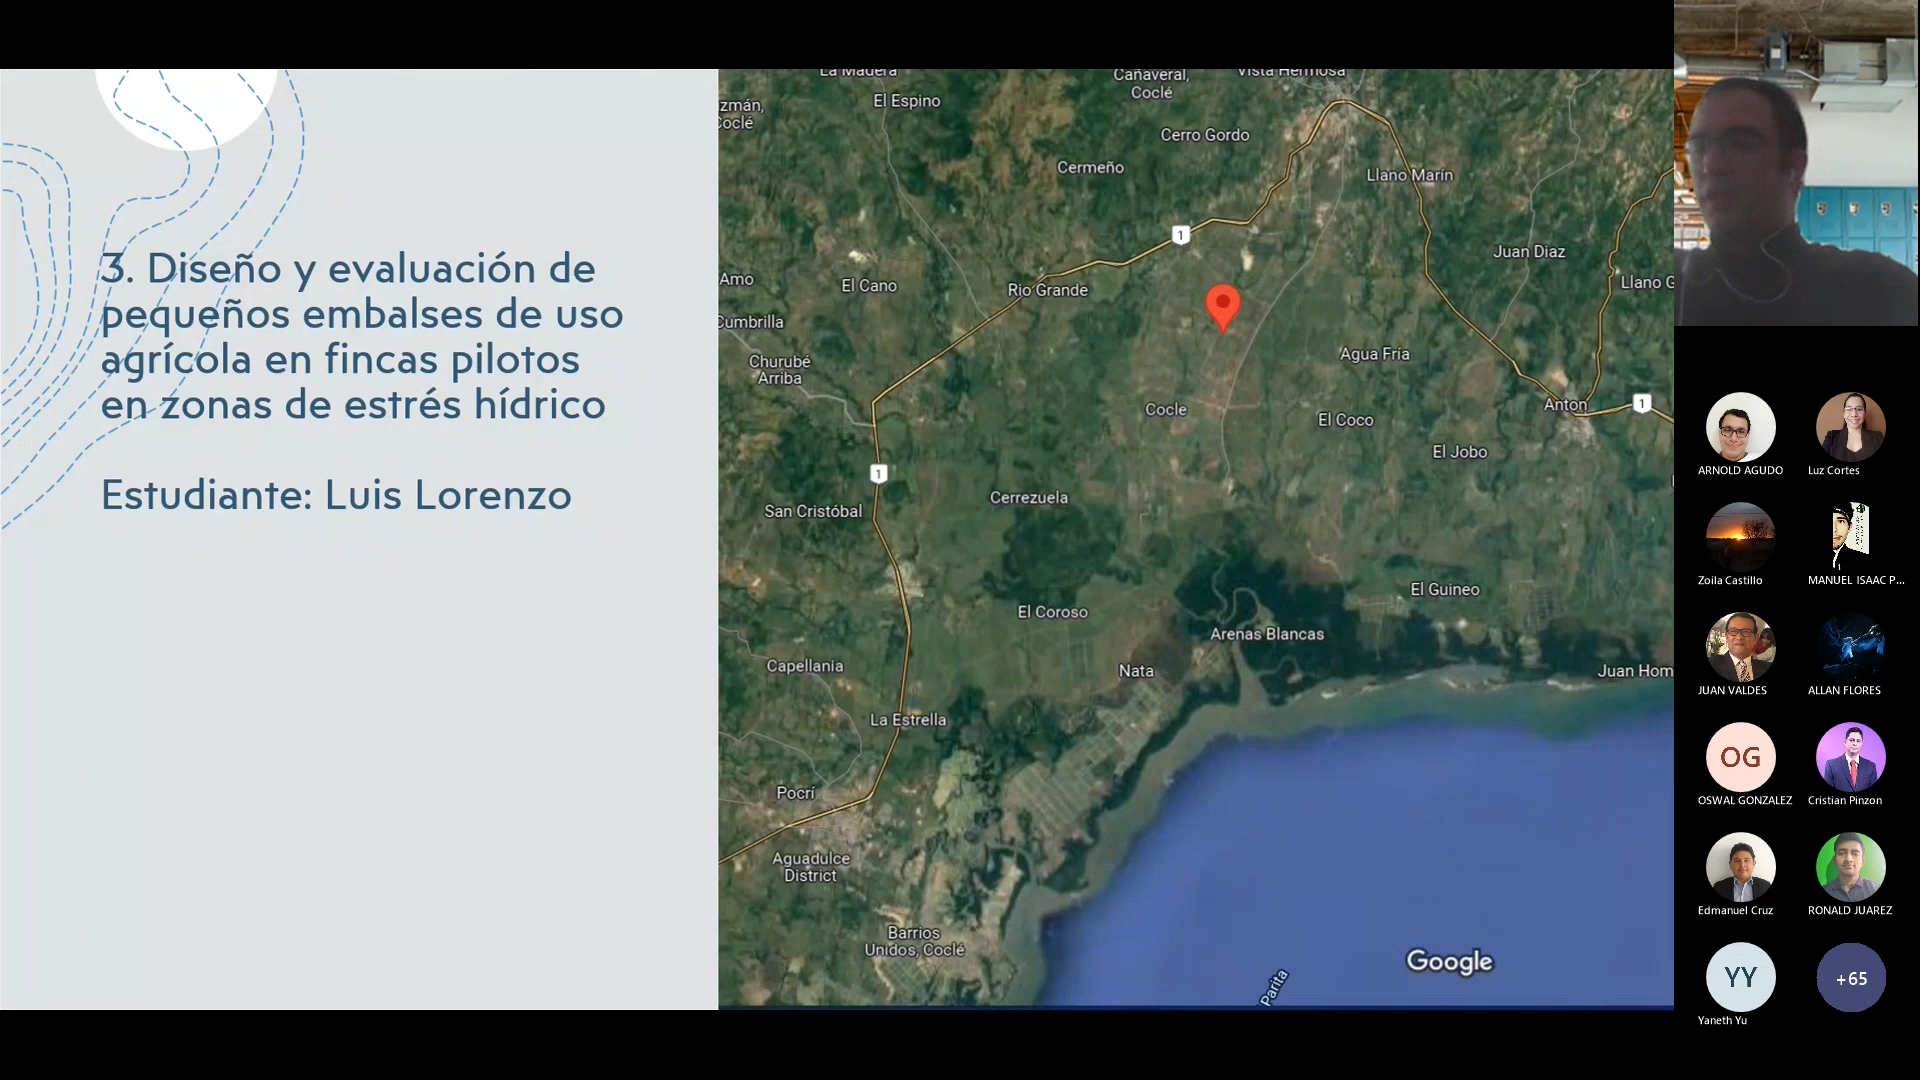 3. Diseño y evaluación de
pequeños embalses de uso
agrícola en fincas pilotos
en zonas de estrés hídrico
Estudiante: Luis Lorenzo
La Madera
Cañaveral,
Coclé
Vista Hermosa
El Espino
zmán,
Coclé
Cerro Gordo
Cermeño
Llano Marín
1
Juan Diaz
Amo
El Cano
Rio Grande
Llano G
Cumbrilla
Churubé
Arriba
Agua Fría
Cocle
El Coco
Anton
1
El Jobo
1
San Cristóbal
Cerrezuela
El Guineo
El Coroso
Arenas Blancas
Capellania
Nata
Juan Hom
La Estrella
Pocrí
Aguadulce
District
Barrios
Unidos, Coclé
Google
Parita
ARNOLD AGUDO
Luz Cortes
Zoila Castillo
MANUEL ISAAC P...
JUAN VALDES
ALLAN FLORES
OG
OSWAL GONZALEZ
Cristian Pinzon
Edmanuel Cruz
RONALD JUAREZ
YY
Yaneth Yu
+65